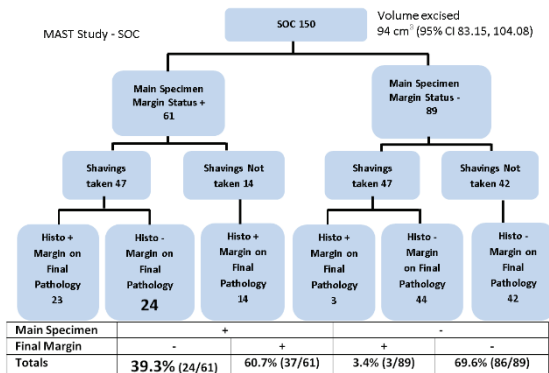 MAST Study - SOC
SOC 150
Volume excised
94 cm³ (95% CI 83.15, 104.08)
Main Specimen
Margin Status +
61
Main Specimen
Margin Status -
89
Shavings
taken 47
Shavings Not
taken 14
Shavings
taken 47
Shavings Not
taken 42
Histo +
Margin on
Final
Pathology
23
HIsto -
Margin on
Final
Pathology
24
Histo +
Margin on
Final
Pathology
14
Histo +
Margin on
Final
Pathology
3
HIsto -
Margin
on Final
Pathology
44
Histo -
Margin on
Final
Pathology
42
Main Specimen + -
Final Margin - + + -
Totals 39.3% (24/61) 60.7% (37/61) 3.4% (3/89) 69.6% (86/89)